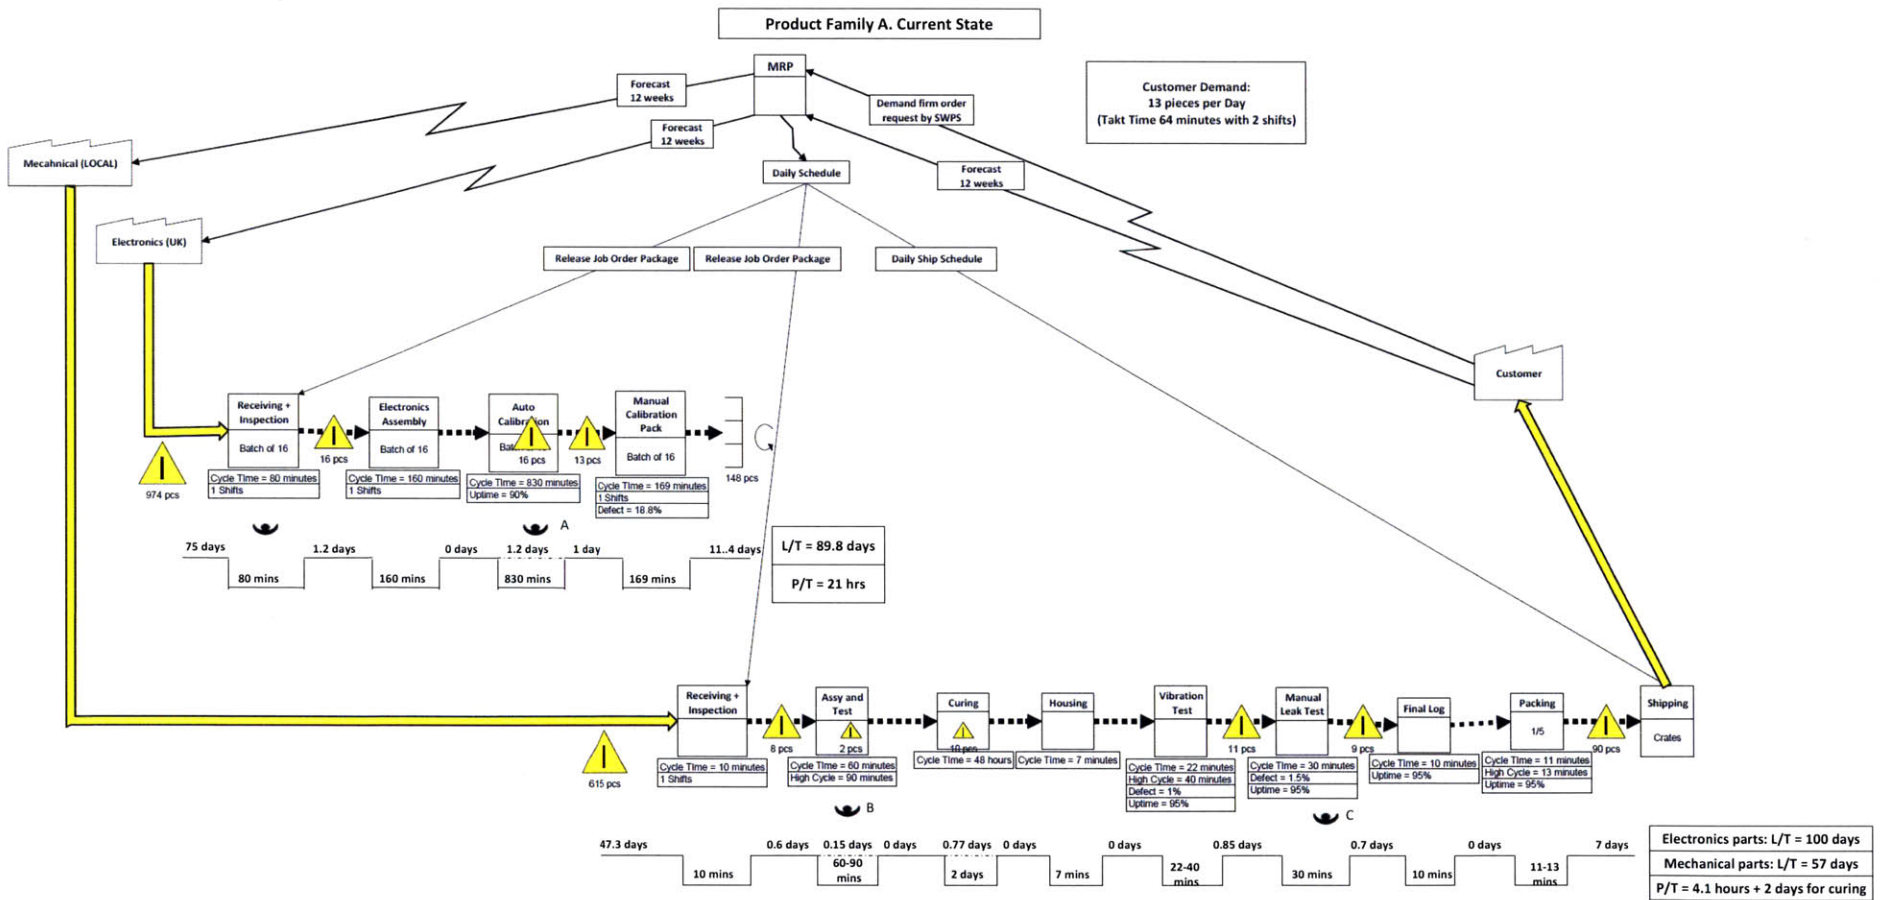 Product Family A. Current State
MRP
Forecast
12 weeks
Demand firm order
request by SWPS
Customer Demand:
13 pieces per Day
(Takt Time 64 minutes with 2 shifts)
Forecast
12 weeks
Mecahnical (LOCAL)
Daily Schedule
Forecast
12 weeks
Electronics (UK)
Release Job Order Package
Release Job Order Package
Daily Ship Schedule
Customer
Receiving +
Inspection
Batch of 16
Cycle Time = 80 minutes
1 Shifts
16 pcs
Electronics
Assembly
Batch of 16
Cycle Time = 160 minutes
1 Shifts
Auto
Calibration
16 pcs
Cycle Time = 830 minutes
Uptime = 90%
13 pcs
Manual
Calibration
Pack
Batch of 16
Cycle Time = 169 minutes
1 Shifts
Defect = 18.8%
148 pcs
974 pcs
A
75 days
80 mins
1.2 days
160 mins
0 days
1.2 days
830 mins
1 day
169 mins
11..4 days
L/T = 89.8 days
P/T = 21 hrs
Receiving +
Inspection
Cycle Time = 10 minutes
1 Shifts
615 pcs
8 pcs
Assy and
Test
2 pcs
Cycle Time = 60 minutes
High Cycle = 90 minutes
Curing
10 pcs
Cycle Time = 48 hours
Housing
Cycle Time = 7 minutes
Vibration
Test
Cycle Time = 22 minutes
High Cycle = 40 minutes
Defect = 1%
Uptime = 95%
11 pcs
Manual
Leak Test
Cycle Time = 30 minutes
Defect = 1.5%
Uptime = 95%
9 pcs
Final Log
Cycle Time = 10 minutes
Uptime = 95%
Packing
1/5
Cycle Time = 11 minutes
High Cycle = 13 minutes
Uptime = 95%
90 pcs
Shipping
Crates
B
C
47.3 days
10 mins
0.6 days
0.15 days
60-90
mins
0 days
0.77 days
2 days
0 days
7 mins
0 days
22-40
mins
0.85 days
30 mins
0.7 days
10 mins
0 days
11-13
mins
7 days
Electronics parts: L/T = 100 days
Mechanical parts: L/T = 57 days
P/T = 4.1 hours + 2 days for curing